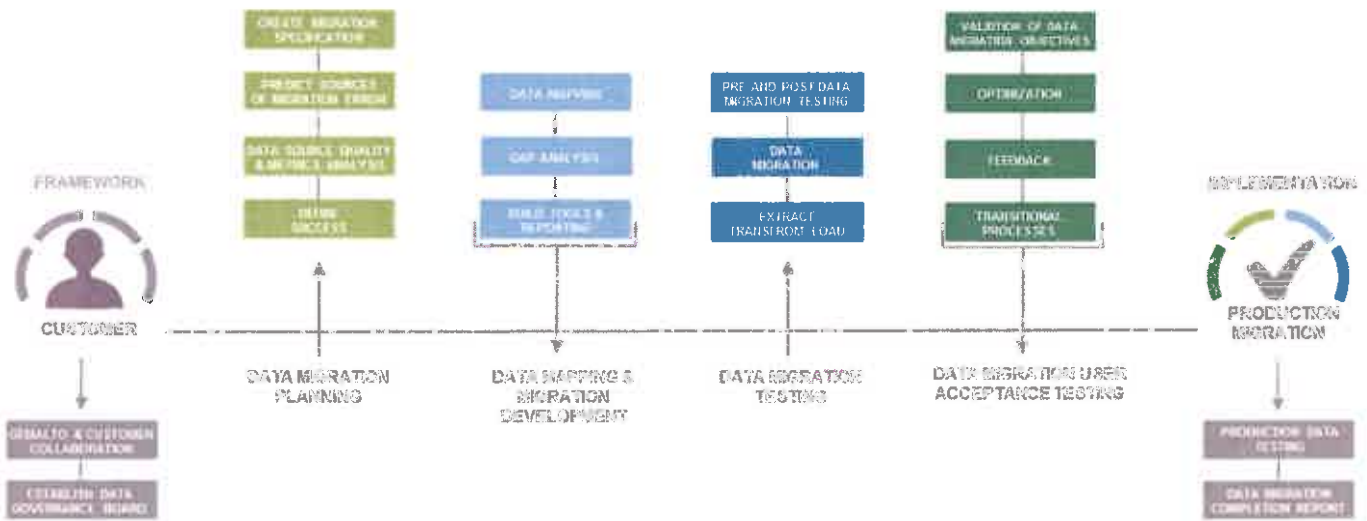 FRAMEWORK
CUSTOMER
GEMALTO & CUSTOMER
COLLABORATION
ESTABLISH DATA
GOVERNANCE BOARD
CREATE MIGRATION
SPECIFICATION
PREDICT SOURCES
OF MIGRATION ERROR
DATA SOURCE QUALITY
& METRICS ANALYSIS
DEFINE
SUCCESS
DATA MIGRATION
PLANNING
DATA MAPPING
GAP ANALYSIS
BUILD TOOLS &
REPORTING
DATA MAPPING &
MIGRATION
DEVELOPMENT
PRE AND POST DATA
MIGRATION TESTING
DATA
MIGRATION
EXTRACT
TRANSFROM LOAD
DATA MIGRATION
TESTING
VALIDTION OF DATA
MIGRATION OBJECTIVES
OPTIMIZATION
FEEDBACK
TRANSITIONAL
PROCESSES
DATA MIGRATION USER
ACCEPTANCE TESTING
IMPLEMENTATION
PRODUCTION
MIGRATION
PRODUCTION DATA
TESTING
DATA MIGRATION
COMPLETION REPORT